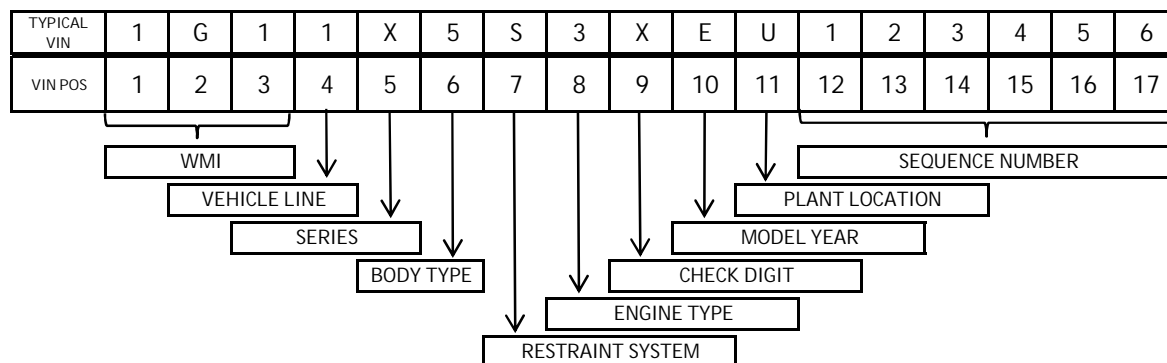 TYPICAL VIN 1 G 1 1 X 5 S 3 X E U 1 2 3 4 5 6
VIN POS 1 2 3 4 5 6 7 8 9 10 11 12 13 14 15 16 17
WMI SEQUENCE NUMBER
VEHICLE LINE PLANT LOCATION
SERIES MODEL YEAR
BODY TYPE CHECK DIGIT
ENGINE TYPE
RESTRAINT SYSTEM